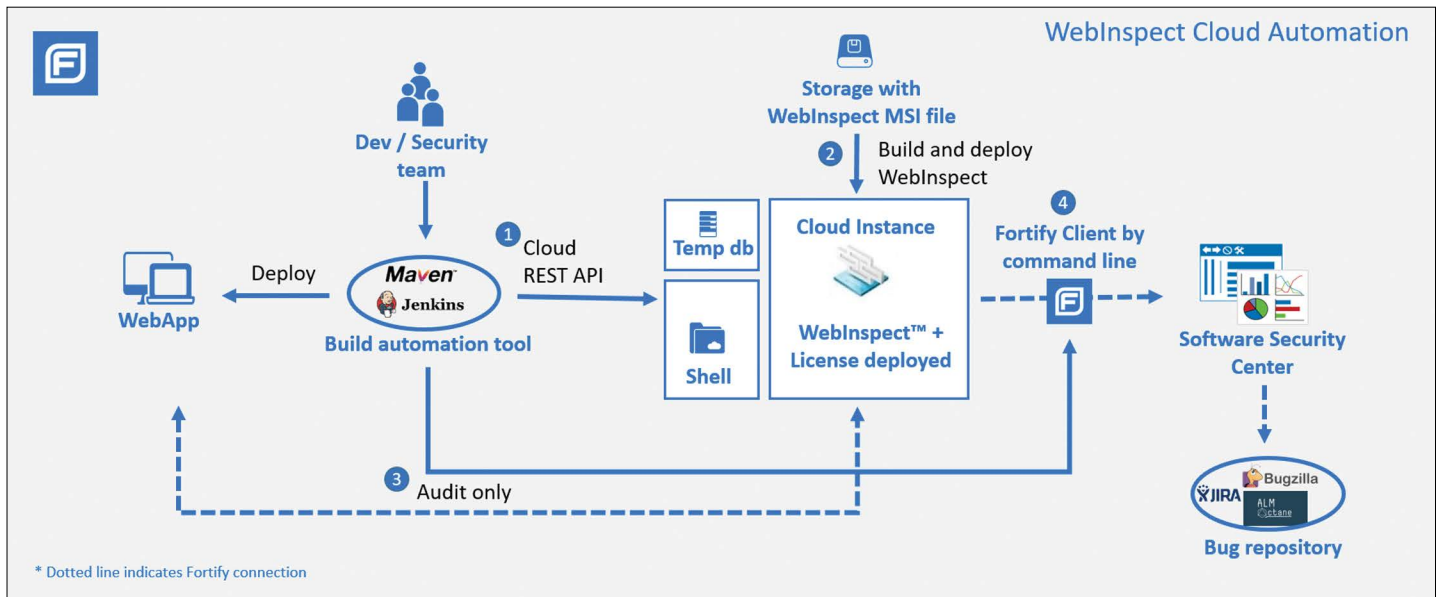 WebInspect Cloud Automation
F
Storage with
WebInspect MSI file
Dev / Security
team
2
Build and deploy
WebInspect
1
Cloud
REST API
Temp db
Shell
Cloud Instance
WebInspect™ +
License deployed
4
Fortify Client by
command line
F
Deploy
WebApp
Maven™
Jenkins
Build automation tool
Software Security
Center
3
Audit only
Bugzilla
JIRA
ALM
Octane
Bug repository
* Dotted line indicates Fortify connection